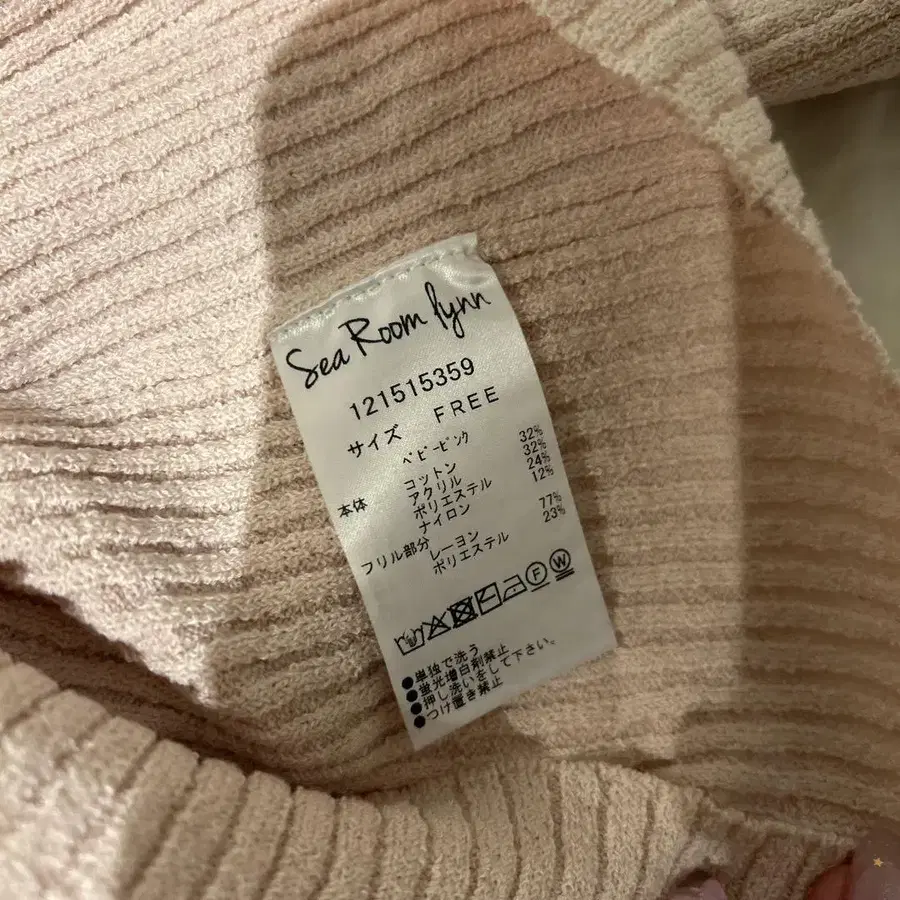 Sea Room lynn
121515359
サイズ FREE
ベビーピンク
本体 コットン 32%
アクリル 32%
ポリエステル 24%
ナイロン 12%
フリル部分 レーヨン 77%
ポリエステル 23%
F W
●単独で洗う
●蛍光増白剤禁止
●押し洗いをして下さい。
●つけ置き禁止